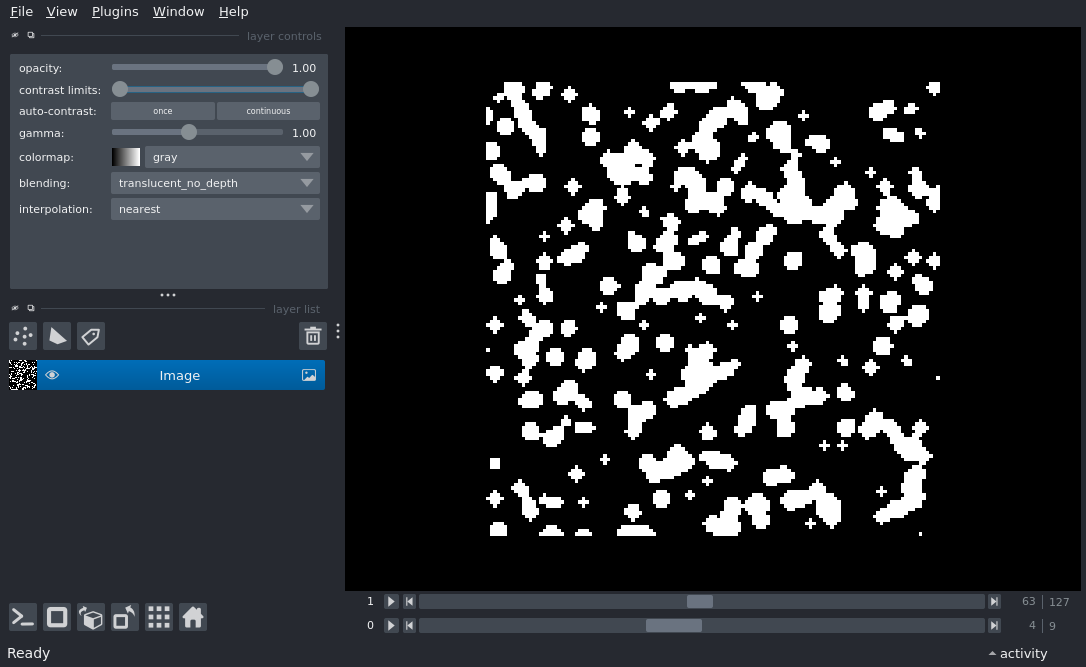 File View Plugins Window Help
layer controls
opacity: 1.00
contrast limits:
auto-contrast: once continuous
gamma: 1.00
colormap: gray
blending: translucent_no_depth
interpolation: nearest
layer list
Image
1 63 127
0 4 9
Ready activity